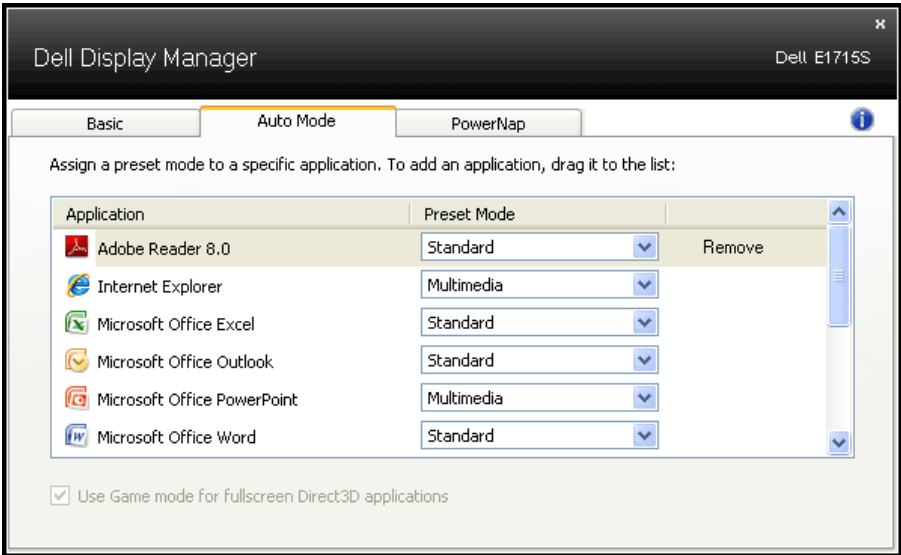 x
Dell Display Manager
Dell E1715S
Basic Auto Mode PowerNap
Assign a preset mode to a specific application. To add an application, drag it to the list:
Application Preset Mode
Adobe Reader 8.0 Standard Remove
Internet Explorer Multimedia
Microsoft Office Excel Standard
Microsoft Office Outlook Standard
Microsoft Office PowerPoint Multimedia
Microsoft Office Word Standard
Use Game mode for fullscreen Direct3D applications